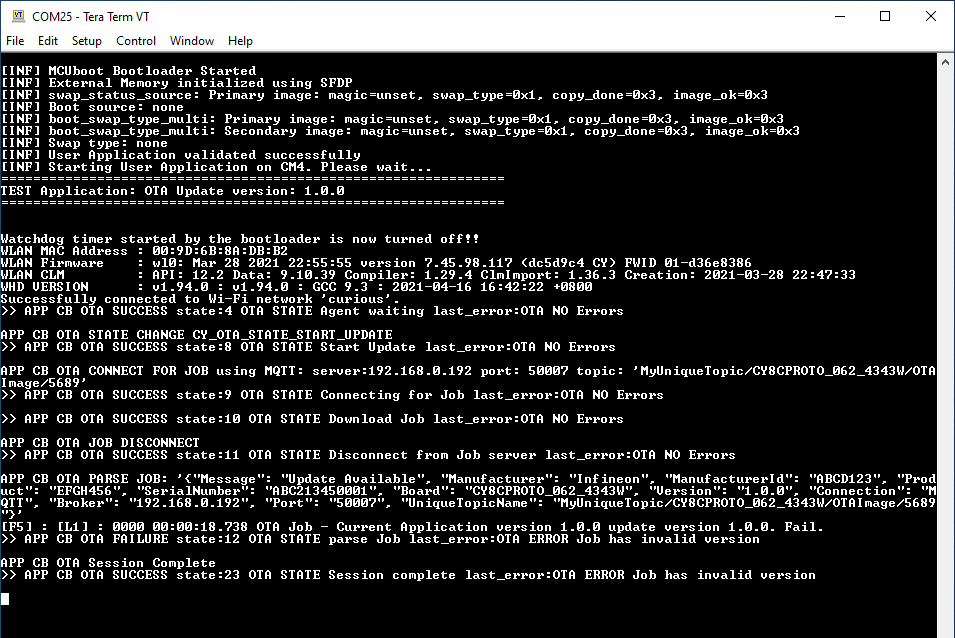 COM25 - Tera Term VT
File Edit Setup Control Window Help
[INF] MCUboot Bootloader Started
[INF] External Memory initialized using SFDP
[INF] swap_status_source: Primary image: magic=unset, swap_type=0x1, copy_done=0x3, image_ok=0x3
[INF] Boot source: none
[INF] boot_swap_type_multi: Primary image: magic=unset, swap_type=0x1, copy_done=0x3, image_ok=0x3
[INF] boot_swap_type_multi: Secondary image: magic=unset, swap_type=0x1, copy_done=0x3, image_ok=0x3
[INF] Swap type: none
[INF] User Application validated successfully
[INF] Starting User Application on CM4. Please wait...
===============================================================
TEST Application: OTA Update version: 1.0.0
===============================================================
Watchdog timer started by the bootloader is now turned off!!
WLAN MAC Address : 00:9D:6B:8A:DB:B2
WLAN Firmware    : wl0: Mar 28 2021 22:55:55 version 7.45.98.117 (dc5d9c4 CY) FWID 01-d36e8386
WLAN CLM         : API: 12.2 Data: 9.10.39 Compiler: 1.29.4 ClmImport: 1.36.3 Creation: 2021-03-28 22:47:33
WHD VERSION      : v1.94.0 : v1.94.0 : GCC 9.3 : 2021-04-16 16:42:22 +0800
Successfully connected to Wi-Fi network 'curious'.
>> APP CB OTA SUCCESS state:4 OTA STATE Agent waiting last_error:OTA NO Errors
APP CB OTA STATE CHANGE CY_OTA_STATE_START_UPDATE
>> APP CB OTA SUCCESS state:8 OTA STATE Start Update last_error:OTA NO Errors
APP CB OTA CONNECT FOR JOB using MQTT: server:192.168.0.192 port: 50007 topic: 'MyUniqueTopic/CY8CPROTO_062_4343W/OTA
Image/5689'
>> APP CB OTA SUCCESS state:9 OTA STATE Connecting for Job last_error:OTA NO Errors
>> APP CB OTA SUCCESS state:10 OTA STATE Download Job last_error:OTA NO Errors
APP CB OTA JOB DISCONNECT
>> APP CB OTA SUCCESS state:11 OTA STATE Disconnect from Job server last_error:OTA NO Errors
APP CB OTA PARSE JOB: '{"Message": "Update Available", "Manufacturer": "Infineon", "ManufacturerId": "ABCD123", "Prod
uct": "EFGH456", "SerialNumber": "ABC213450001", "Board": "CY8CPROTO_062_4343W", "Version": "1.0.0", "Connection": "M
QTT", "Broker": "192.168.0.192", "Port": "50007", "UniqueTopicName": "MyUniqueTopic/CY8CPROTO_062_4343W/OTAImage/5689
"}'
[F5] : [L1] : 0000 00:00:18.738 OTA Job - Current Application version 1.0.0 update version 1.0.0. Fail.
>> APP CB OTA FAILURE state:12 OTA STATE parse Job last_error:OTA ERROR Job has invalid version
APP CB OTA Session Complete
>> APP CB OTA SUCCESS state:23 OTA STATE Session complete last_error:OTA ERROR Job has invalid version